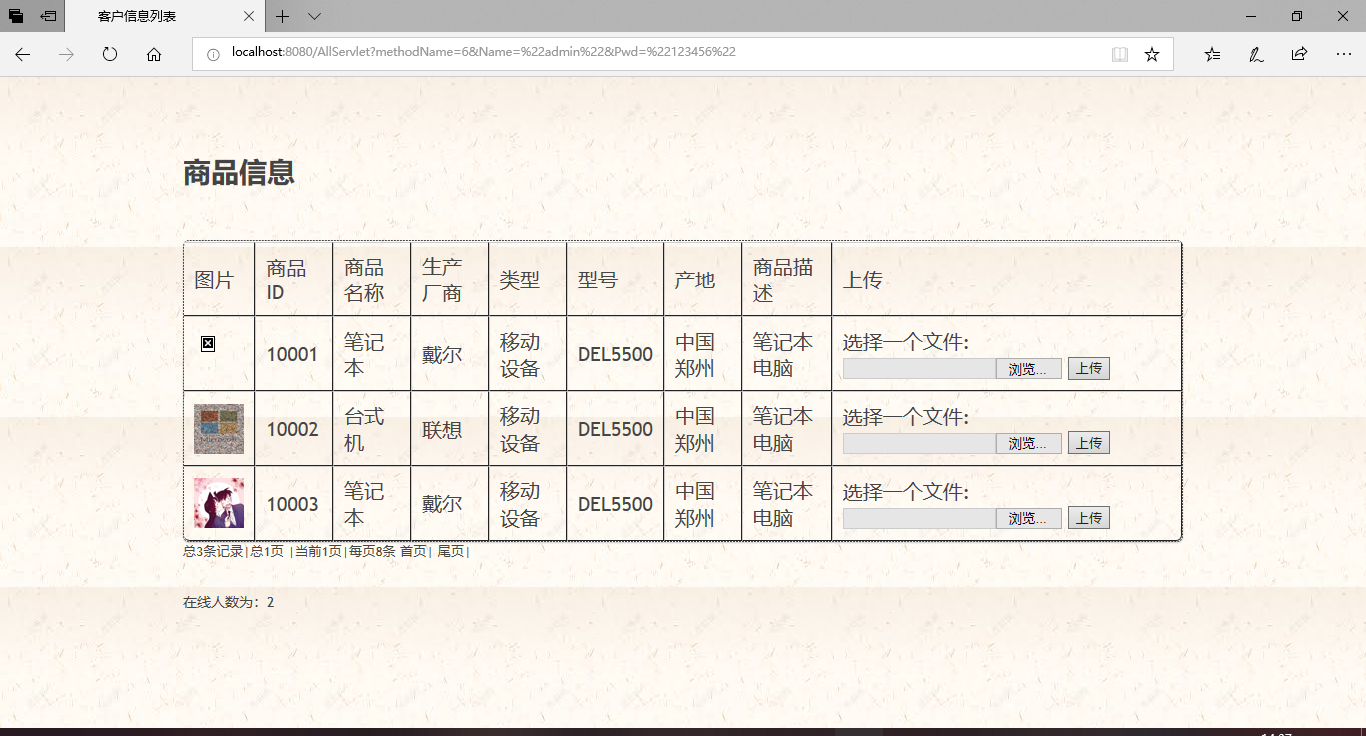 客户信息列表
localhost:8080/AllServlet?methodName=6&Name=%22admin%22&Pwd=%22123456%22
商品信息
图片 商品ID 商品名称 生产厂商 类型 型号 产地 商品描述 上传
10001 笔记本 戴尔 移动设备 DEL5500 中国郑州 笔记本电脑 选择一个文件: 浏览... 上传
Microsoft 10002 台式机 联想 移动设备 DEL5500 中国郑州 笔记本电脑 选择一个文件: 浏览... 上传
10003 笔记本 戴尔 移动设备 DEL5500 中国郑州 笔记本电脑 选择一个文件: 浏览... 上传
总3条记录|总1页 |当前1页|每页8条 首页| 尾页|
在线人数为：2